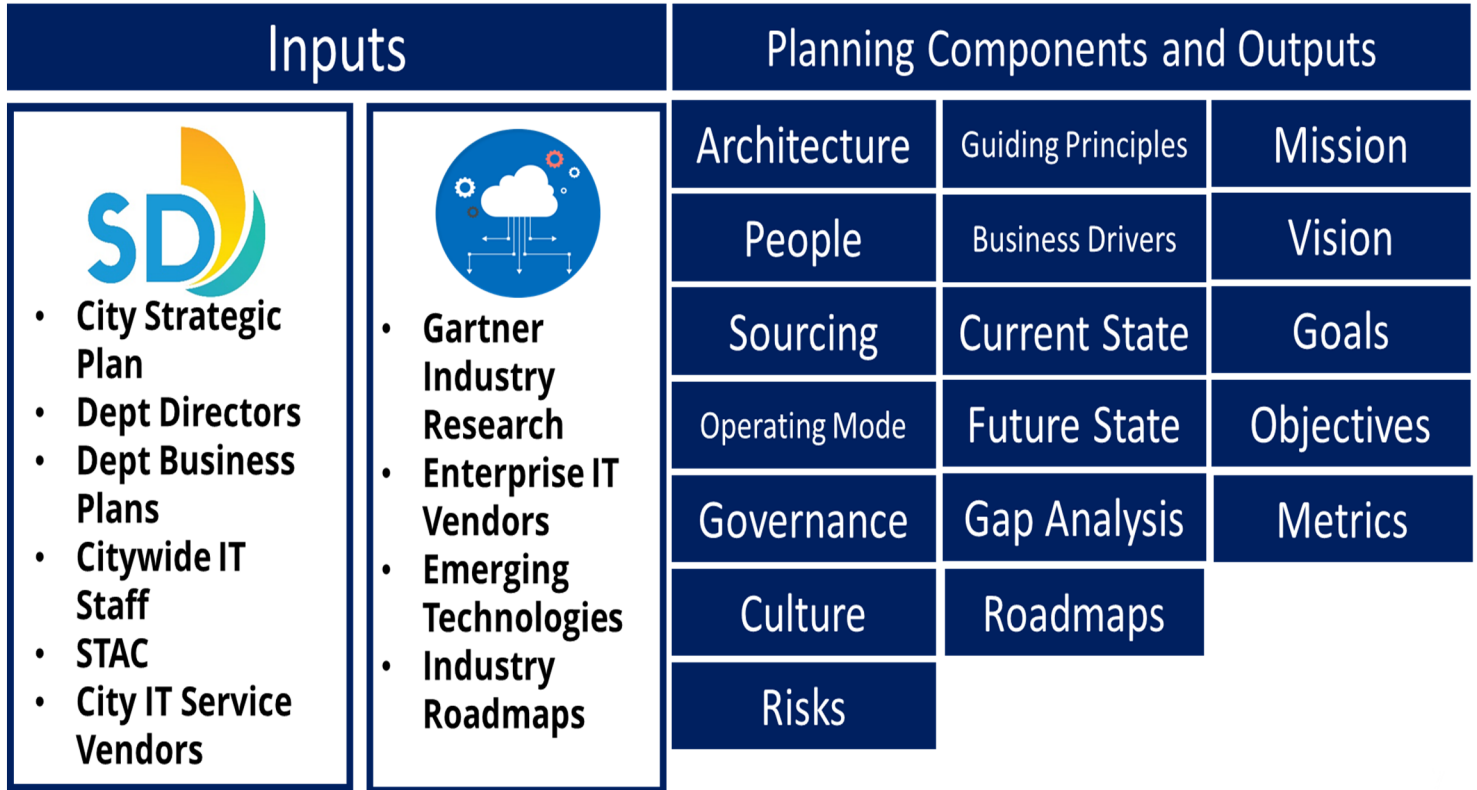 Inputs
Planning Components and Outputs
SD
• City Strategic
Plan
• Dept Directors
• Dept Business
Plans
• Citywide IT
Staff
• STAC
• City IT Service
Vendors
• Gartner
Industry
Research
• Enterprise IT
Vendors
• Emerging
Technologies
• Industry
Roadmaps
Architecture
People
Sourcing
Operating Mode
Governance
Culture
Risks
Guiding Principles
Business Drivers
Current State
Future State
Gap Analysis
Roadmaps
Mission
Vision
Goals
Objectives
Metrics